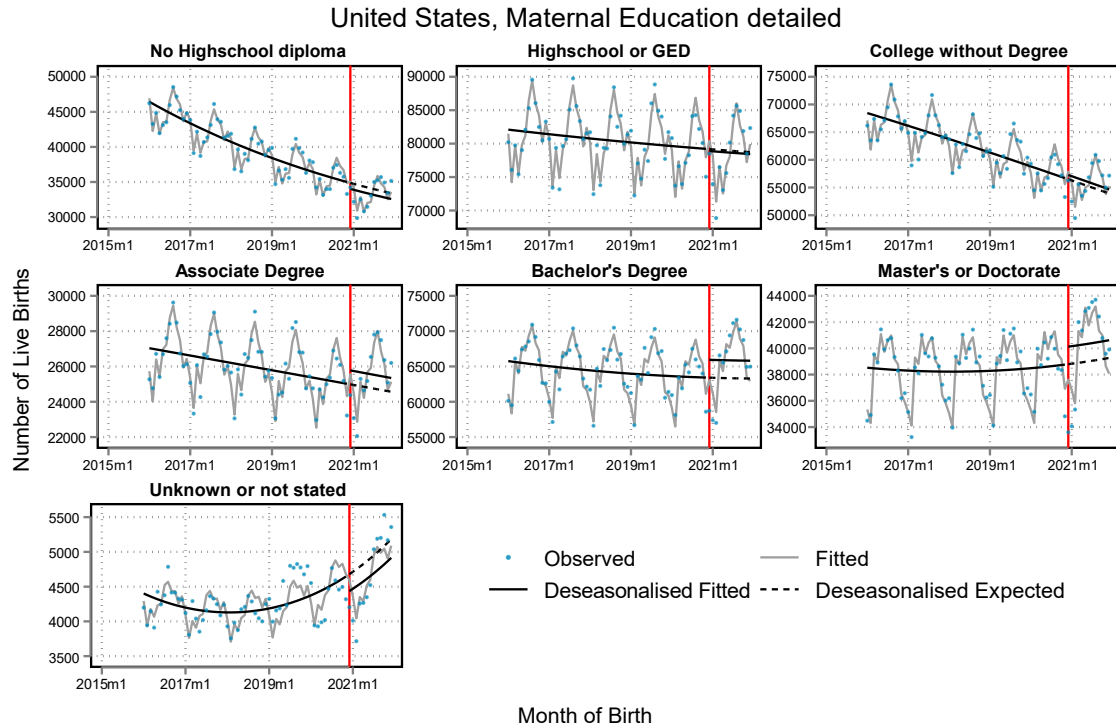 United States, Maternal Education detailed
No Highschool diploma
Highschool or GED
College without Degree
50000
45000
40000
35000
30000
2015m1 2017m1 2019m1 2021m1
90000
85000
80000
75000
70000
2015m1 2017m1 2019m1 2021m1
75000
70000
65000
60000
55000
50000
2015m1 2017m1 2019m1 2021m1
Number of Live Births
Associate Degree
Bachelor's Degree
Master's or Doctorate
30000
28000
26000
24000
22000
2015m1 2017m1 2019m1 2021m1
75000
70000
65000
60000
55000
2015m1 2017m1 2019m1 2021m1
44000
42000
40000
38000
36000
34000
2015m1 2017m1 2019m1 2021m1
Unknown or not stated
5500
5000
4500
4000
3500
2015m1 2017m1 2019m1 2021m1
Observed
Fitted
Deseasonalised Fitted
Deseasonalised Expected
Month of Birth